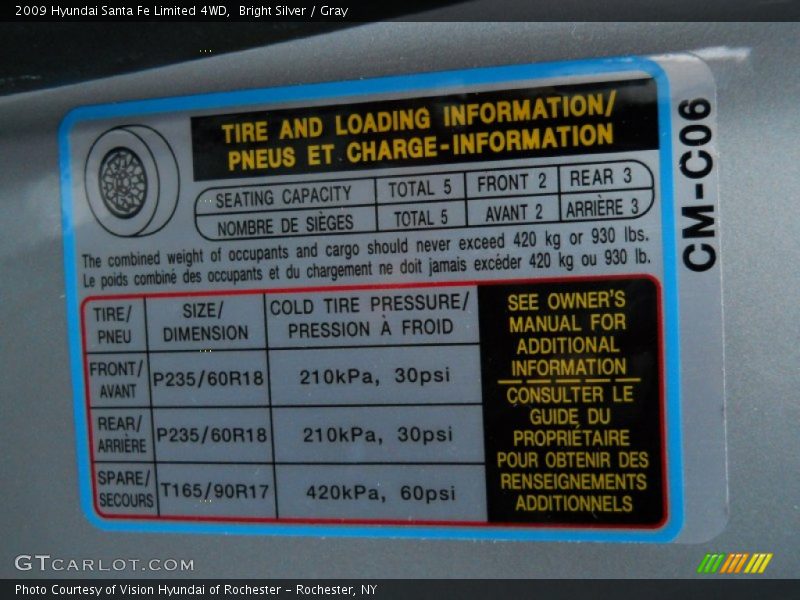 2009 Hyundai Santa Fe Limited 4WD, Bright Silver / Gray
TIRE AND LOADING INFORMATION/
PNEUS ET CHARGE-INFORMATION
SEATING CAPACITY TOTAL 5 FRONT 2 REAR 3
NOMBRE DE SIÈGES TOTAL 5 AVANT 2 ARRIÈRE 3
The combined weight of occupants and cargo should never exceed 420 kg or 930 lbs.
Le poids combiné des occupants et du chargement ne doit jamais excéder 420 kg ou 930 lb.
CM-C06
TIRE/
PNEU
SIZE/
DIMENSION
COLD TIRE PRESSURE/
PRESSION À FROID
FRONT/
AVANT
P235/60R18
210kPa, 30psi
REAR/
ARRIÈRE
P235/60R18
210kPa, 30psi
SPARE/
SECOURS
T165/90R17
420kPa, 60psi
SEE OWNER'S
MANUAL FOR
ADDITIONAL
INFORMATION
CONSULTER LE
GUIDE DU
PROPRIÉTAIRE
POUR OBTENIR DES
RENSEIGNEMENTS
ADDITIONNELS
GTCARLOT.COM
Photo Courtesy of Vision Hyundai of Rochester - Rochester, NY